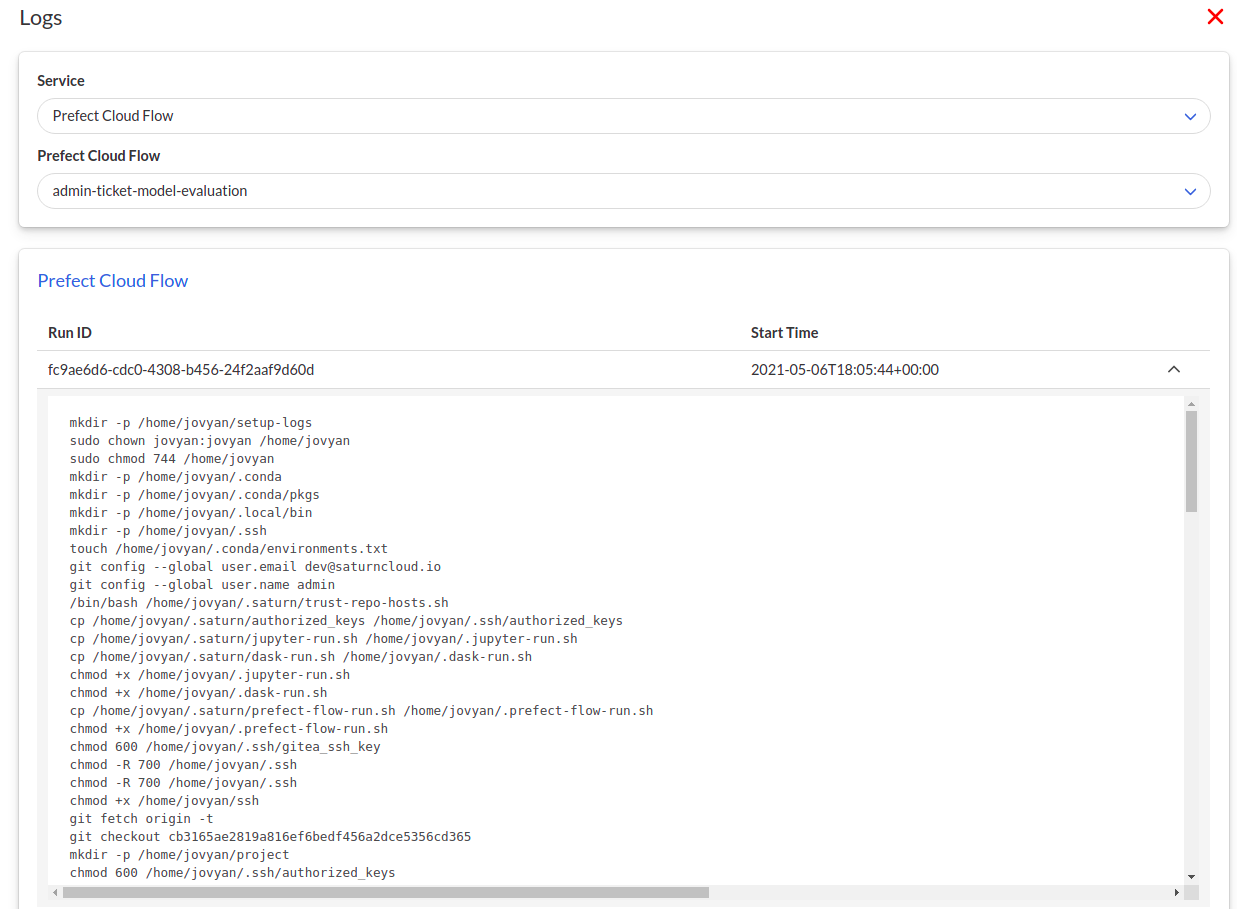 Logs
Service
Prefect Cloud Flow
Prefect Cloud Flow
admin-ticket-model-evaluation
Prefect Cloud Flow
Run ID Start Time
fc9ae6d6-cdc0-4308-b456-24f2aaf9d60d 2021-05-06T18:05:44+00:00
mkdir -p /home/jovyan/setup-logs
sudo chown jovyan:jovyan /home/jovyan
sudo chmod 744 /home/jovyan
mkdir -p /home/jovyan/.conda
mkdir -p /home/jovyan/.conda/pkgs
mkdir -p /home/jovyan/.local/bin
mkdir -p /home/jovyan/.ssh
touch /home/jovyan/.conda/environments.txt
git config --global user.email dev@saturncloud.io
git config --global user.name admin
/bin/bash /home/jovyan/.saturn/trust-repo-hosts.sh
cp /home/jovyan/.saturn/authorized_keys /home/jovyan/.ssh/authorized_keys
cp /home/jovyan/.saturn/jupyter-run.sh /home/jovyan/.jupyter-run.sh
cp /home/jovyan/.saturn/dask-run.sh /home/jovyan/.dask-run.sh
chmod +x /home/jovyan/.jupyter-run.sh
chmod +x /home/jovyan/.dask-run.sh
cp /home/jovyan/.saturn/prefect-flow-run.sh /home/jovyan/.prefect-flow-run.sh
chmod +x /home/jovyan/.prefect-flow-run.sh
chmod 600 /home/jovyan/.ssh/gitea_ssh_key
chmod -R 700 /home/jovyan/.ssh
chmod -R 700 /home/jovyan/.ssh
chmod +x /home/jovyan/ssh
git fetch origin -t
git checkout cb3165ae2819a816ef6bedf456a2dce5356cd365
mkdir -p /home/jovyan/project
chmod 600 /home/jovyan/.ssh/authorized_keys